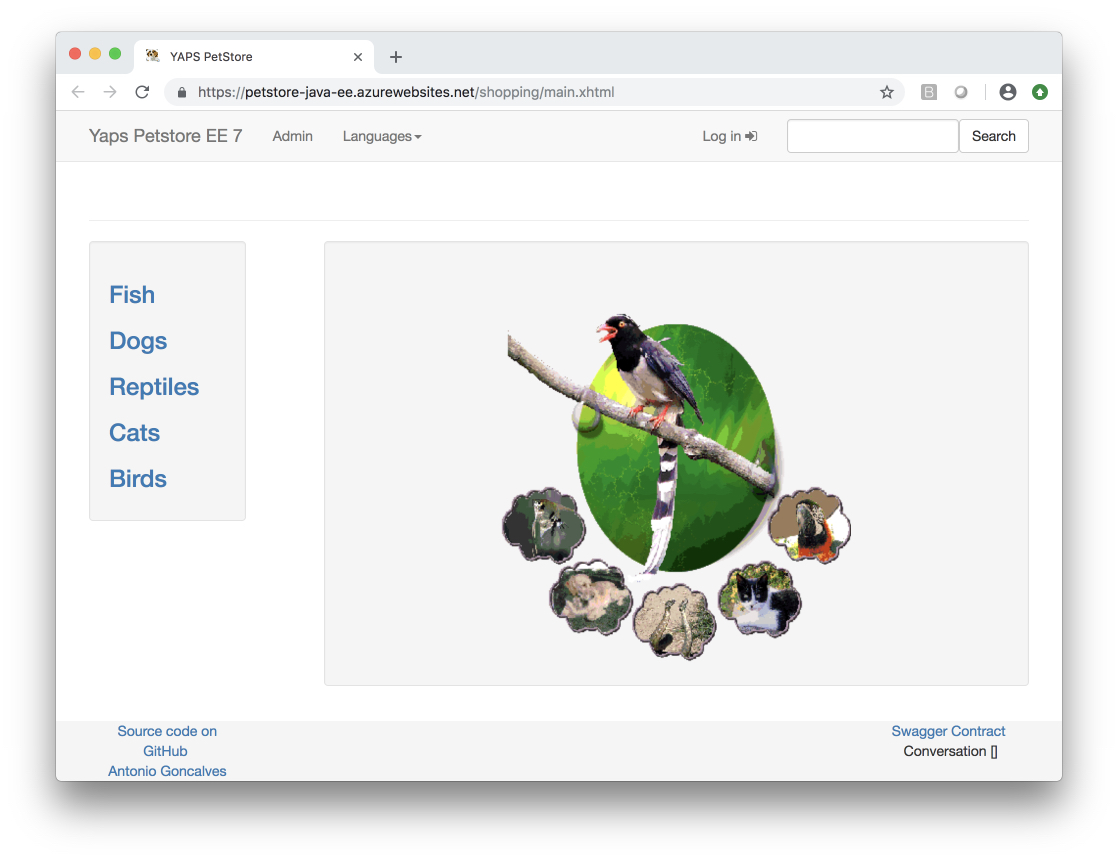 YAPS PetStore
https://petstore-java-ee.azurewebsites.net/shopping/main.xhtml
Yaps Petstore EE 7 Admin Languages Log in Search
Fish
Dogs
Reptiles
Cats
Birds
Source code on
GitHub
Antonio Goncalves
Swagger Contract
Conversation []